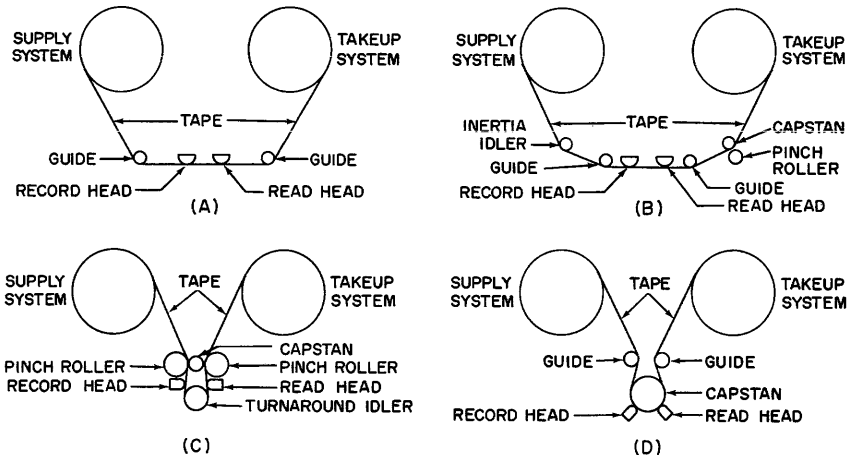 SUPPLY
SYSTEM
TAKEUP
SYSTEM
TAPE
GUIDE
GUIDE
RECORD HEAD
READ HEAD
(A)
SUPPLY
SYSTEM
TAKEUP
SYSTEM
TAPE
INERTIA
IDLER
CAPSTAN
PINCH
ROLLER
GUIDE
RECORD HEAD
GUIDE
READ HEAD
(B)
SUPPLY
SYSTEM
TAPE
TAKEUP
SYSTEM
CAPSTAN
PINCH ROLLER
PINCH ROLLER
RECORD HEAD
READ HEAD
TURNAROUND IDLER
(C)
SUPPLY
SYSTEM
TAPE
TAKEUP
SYSTEM
GUIDE
GUIDE
CAPSTAN
RECORD HEAD
READ HEAD
(D)